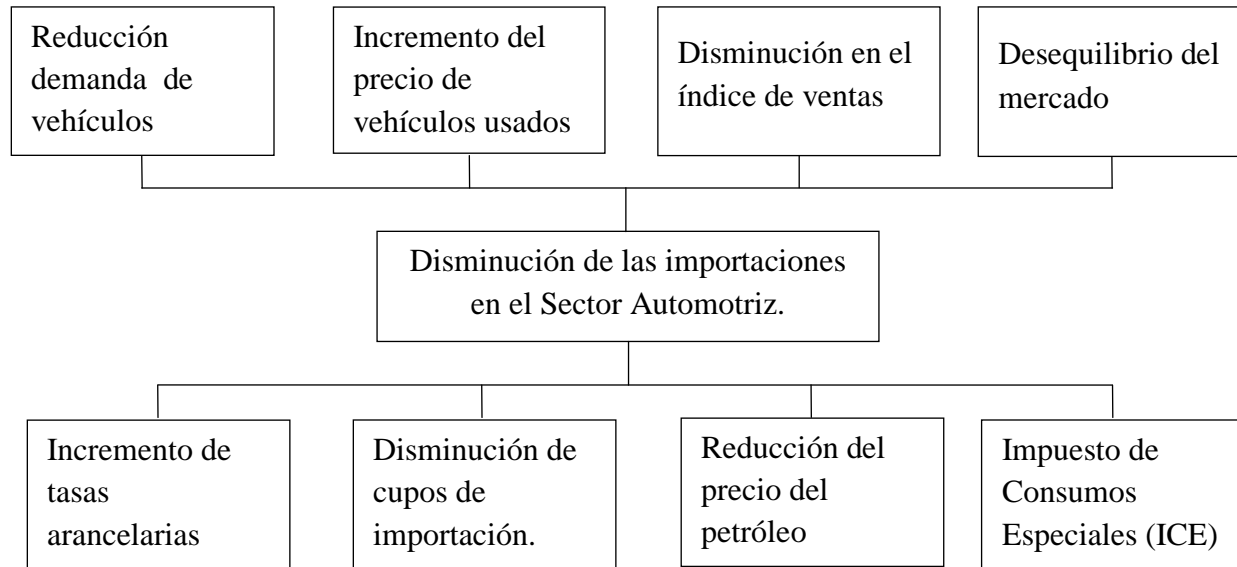 Reducción
demanda de
vehículos
Incremento del
precio de
vehículos usados
Disminución en el
índice de ventas
Desequilibrio del
mercado
Disminución de las importaciones
en el Sector Automotriz.
Incremento de
tasas
arancelarias
Disminución de
cupos de
importación.
Reducción del
precio del
petróleo
Impuesto de
Consumos
Especiales (ICE)